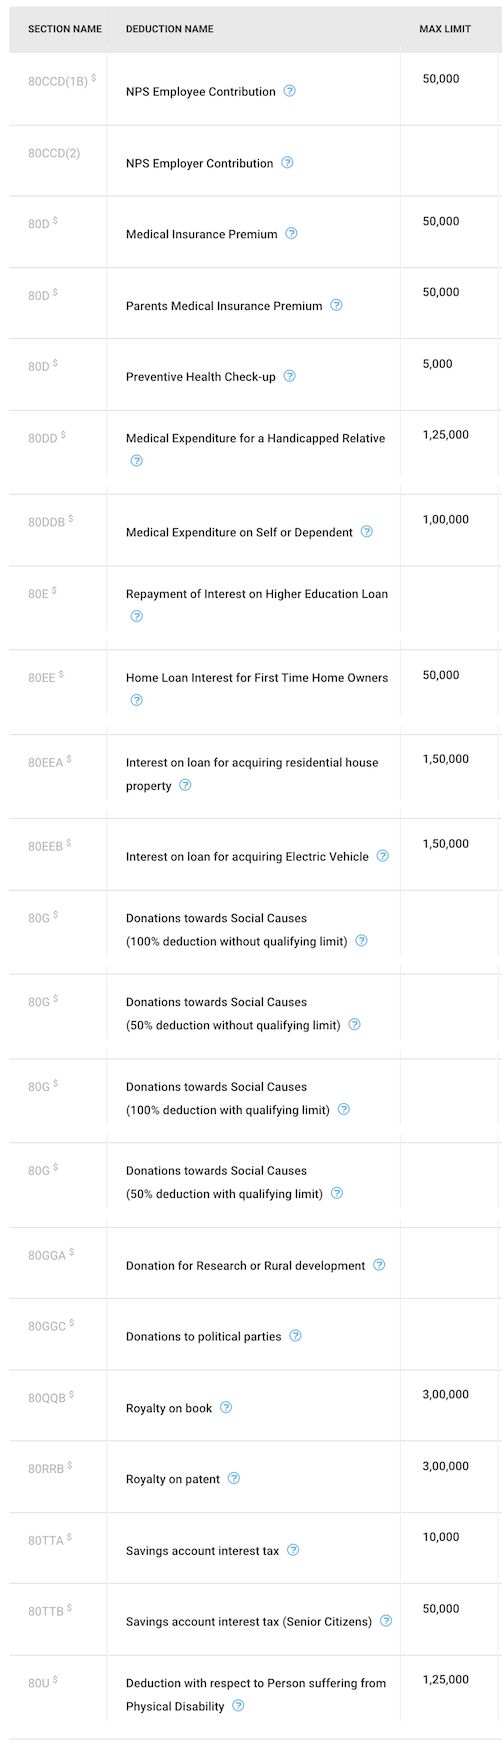 SECTION NAME DEDUCTION NAME MAX LIMIT
80CCD(1B) $ NPS Employee Contribution ? 50,000
80CCD(2) NPS Employer Contribution ?
80D $ Medical Insurance Premium ? 50,000
80D $ Parents Medical Insurance Premium ? 50,000
80D $ Preventive Health Check-up ? 5,000
80DD $ Medical Expenditure for a Handicapped Relative 1,25,000
?
80DDB $ Medical Expenditure on Self or Dependent ? 1,00,000
80E $ Repayment of Interest on Higher Education Loan
?
80EE $ Home Loan Interest for First Time Home Owners 50,000
?
80EEA $ Interest on loan for acquiring residential house 1,50,000
property ?
80EEB $ Interest on loan for acquiring Electric Vehicle ? 1,50,000
80G $ Donations towards Social Causes
(100% deduction without qualifying limit) ?
80G $ Donations towards Social Causes
(50% deduction without qualifying limit) ?
80G $ Donations towards Social Causes
(100% deduction with qualifying limit) ?
80G $ Donations towards Social Causes
(50% deduction with qualifying limit) ?
80GGA $ Donation for Research or Rural development ?
80GGC $ Donations to political parties ?
80QQB $ Royalty on book ? 3,00,000
80RRB $ Royalty on patent ? 3,00,000
80TTA $ Savings account interest tax ? 10,000
80TTB $ Savings account interest tax (Senior Citizens) ? 50,000
80U $ Deduction with respect to Person suffering from 1,25,000
Physical Disability ?